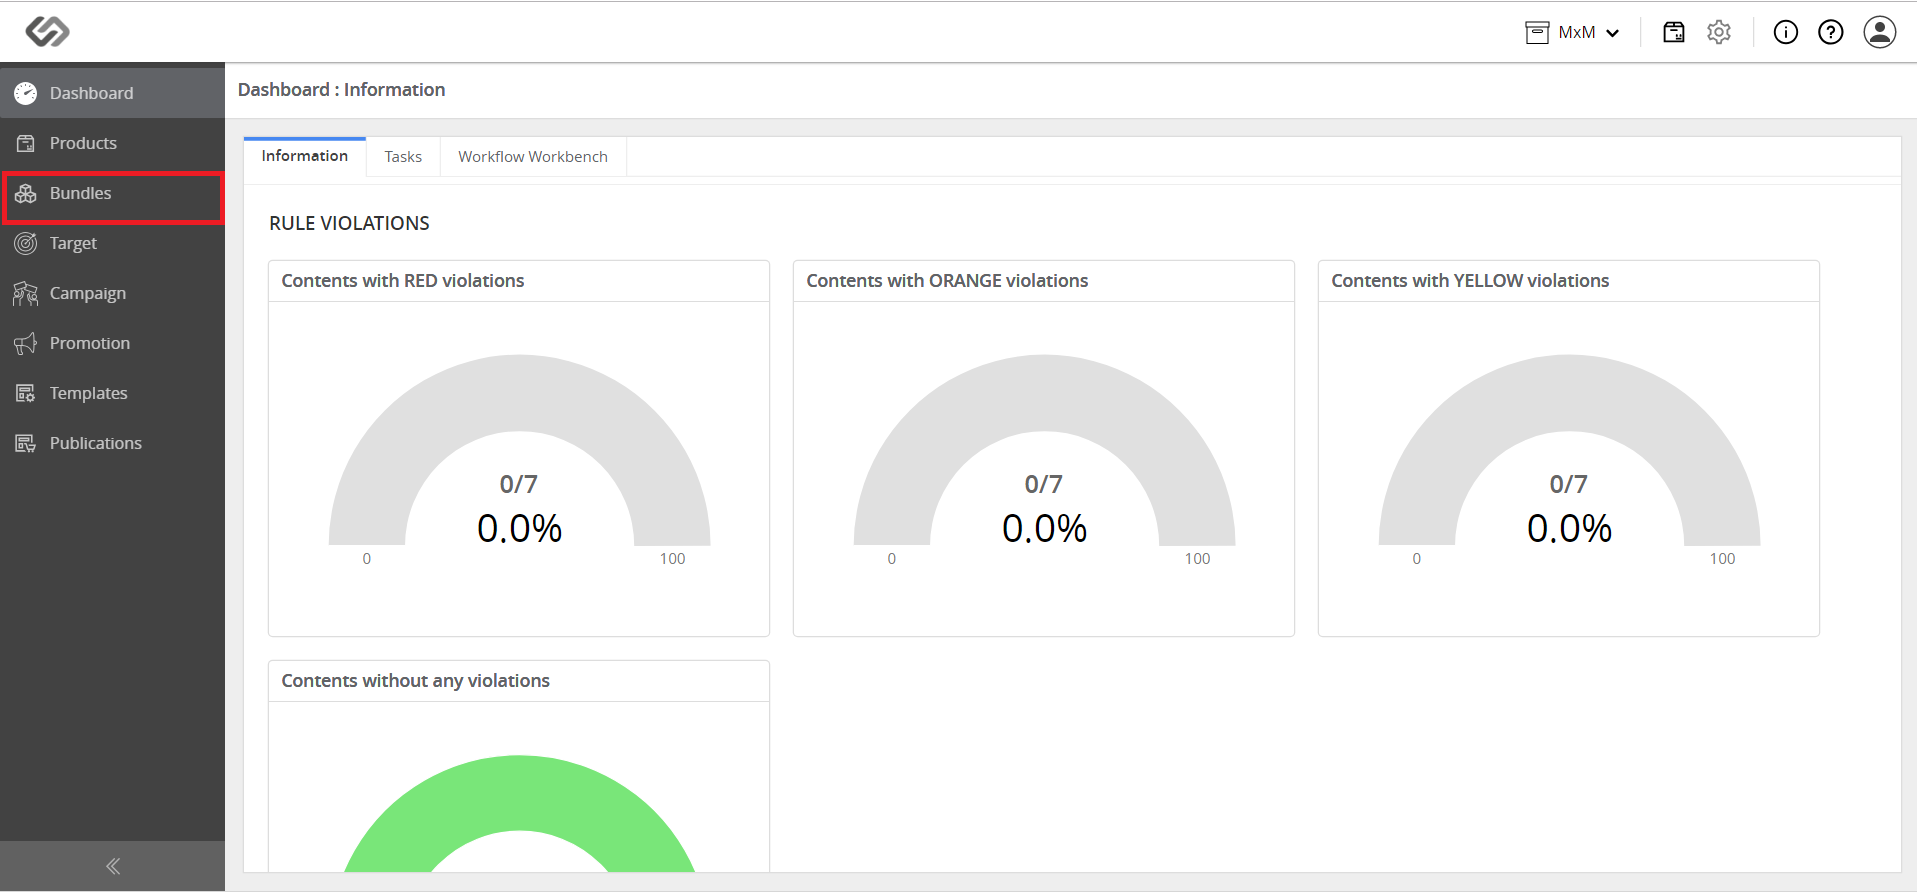 MxM
Dashboard
Products
Bundles
Target
Campaign
Promotion
Templates
Publications
Dashboard : Information
Information
Tasks
Workflow Workbench
RULE VIOLATIONS
Contents with RED violations
0/7
0.0%
0
100
Contents with ORANGE violations
0/7
0.0%
0
100
Contents with YELLOW violations
0/7
0.0%
0
100
Contents without any violations